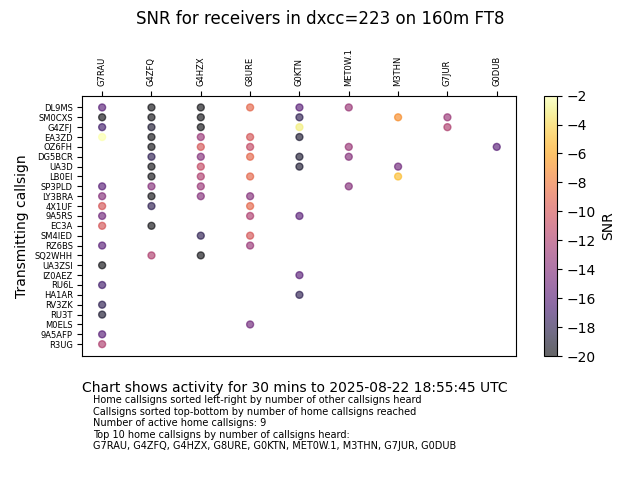 SNR for receivers in dxcc=223 on 160m FT8
G7RAU G4ZFQ G4HZX G8URE G0KTN MET0W.1 M3THN G7JUR G0DUB
DL9MS
SM0CXS
G4ZFJ
EA3ZD
OZ6FH
DG5BCR
UA3D
LB0EI
SP3PLD
LY3BRA
4X1UF
9A5RS
EC3A
SM4IED
RZ6BS
SQ2WHH
UA3ZSI
IZ0AEZ
RU6L
HA1AR
RV3ZK
RU3T
M0ELS
9A5AFP
R3UG
Transmitting callsign
−2
−4
−6
−8
−10
−12
−14
−16
−18
−20
SNR
Chart shows activity for 30 mins to 2025-08-22 18:55:45 UTC
Home callsigns sorted left-right by number of other callsigns heard
Callsigns sorted top-bottom by number of home callsigns reached
Number of active home callsigns: 9
Top 10 home callsigns by number of callsigns heard:
G7RAU, G4ZFQ, G4HZX, G8URE, G0KTN, MET0W.1, M3THN, G7JUR, G0DUB